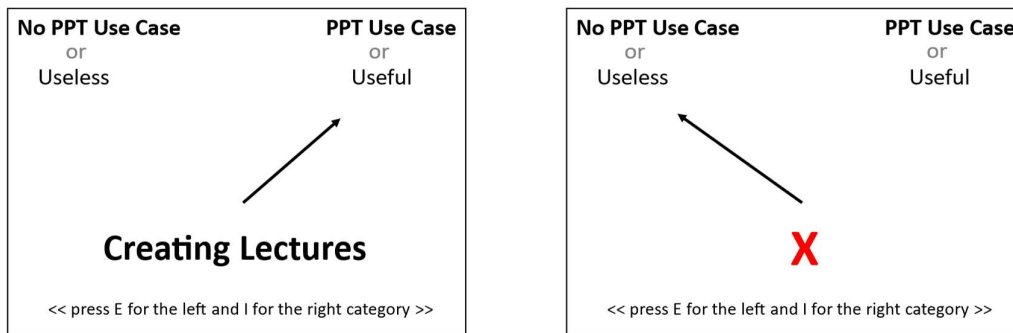 No PPT Use Case
or
Useless
PPT Use Case
or
Useful
Creating Lectures
<< press E for the left and I for the right category >>
No PPT Use Case
or
Useless
PPT Use Case
or
Useful
X
<< press E for the left and I for the right category >>